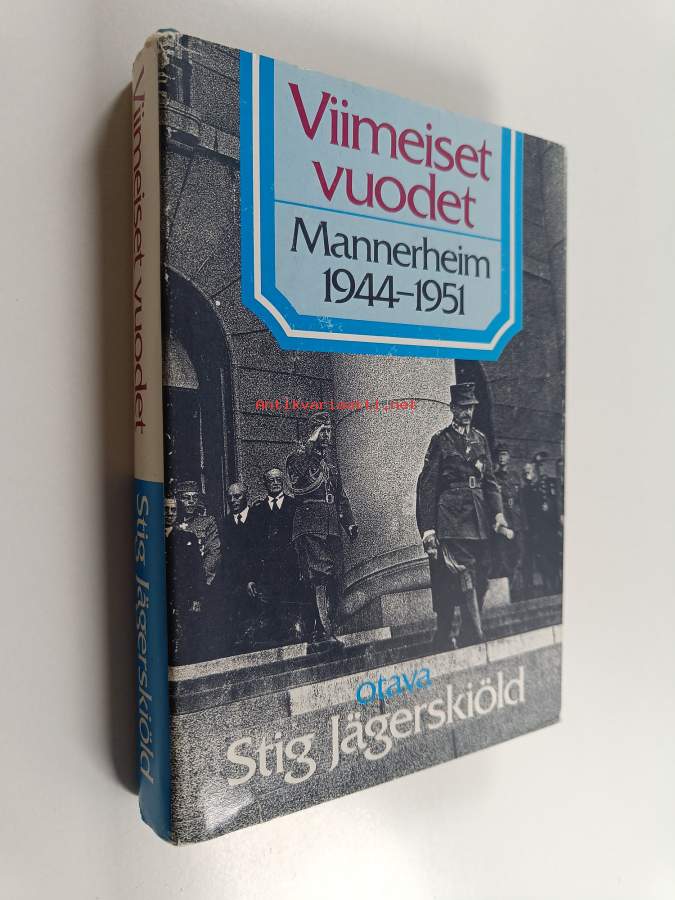 Viimeiset
vuodet
Mannerheim
1944–1951
Antikvariaatti.net
otava
Stig Jägerskiöld
Viimeiset vuodet
Stig Jägerskiöld